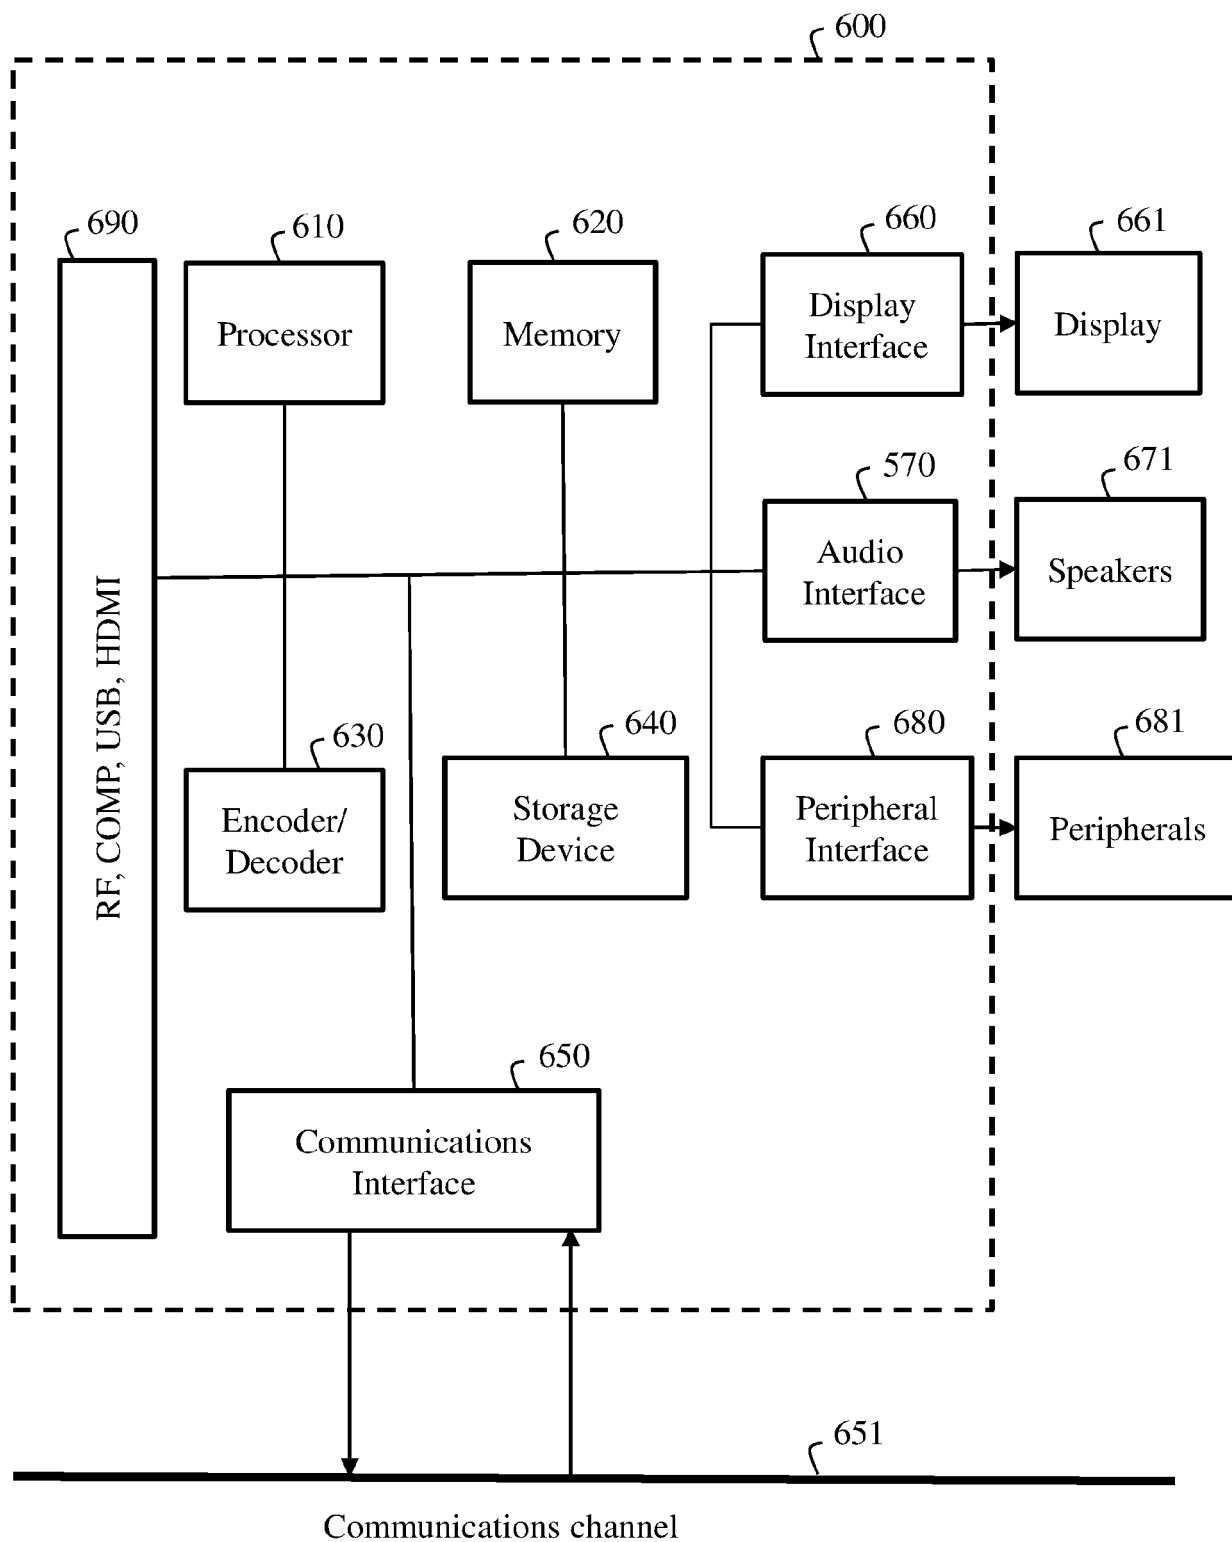 600
690
610
620
660
661
Processor
Memory
Display
Interface
Display
570
671
Audio
Interface
Speakers
RF, COMP, USB, HDMI
630
640
680
681
Encoder/
Decoder
Storage
Device
Peripheral
Interface
Peripherals
650
Communications
Interface
651
Communications channel